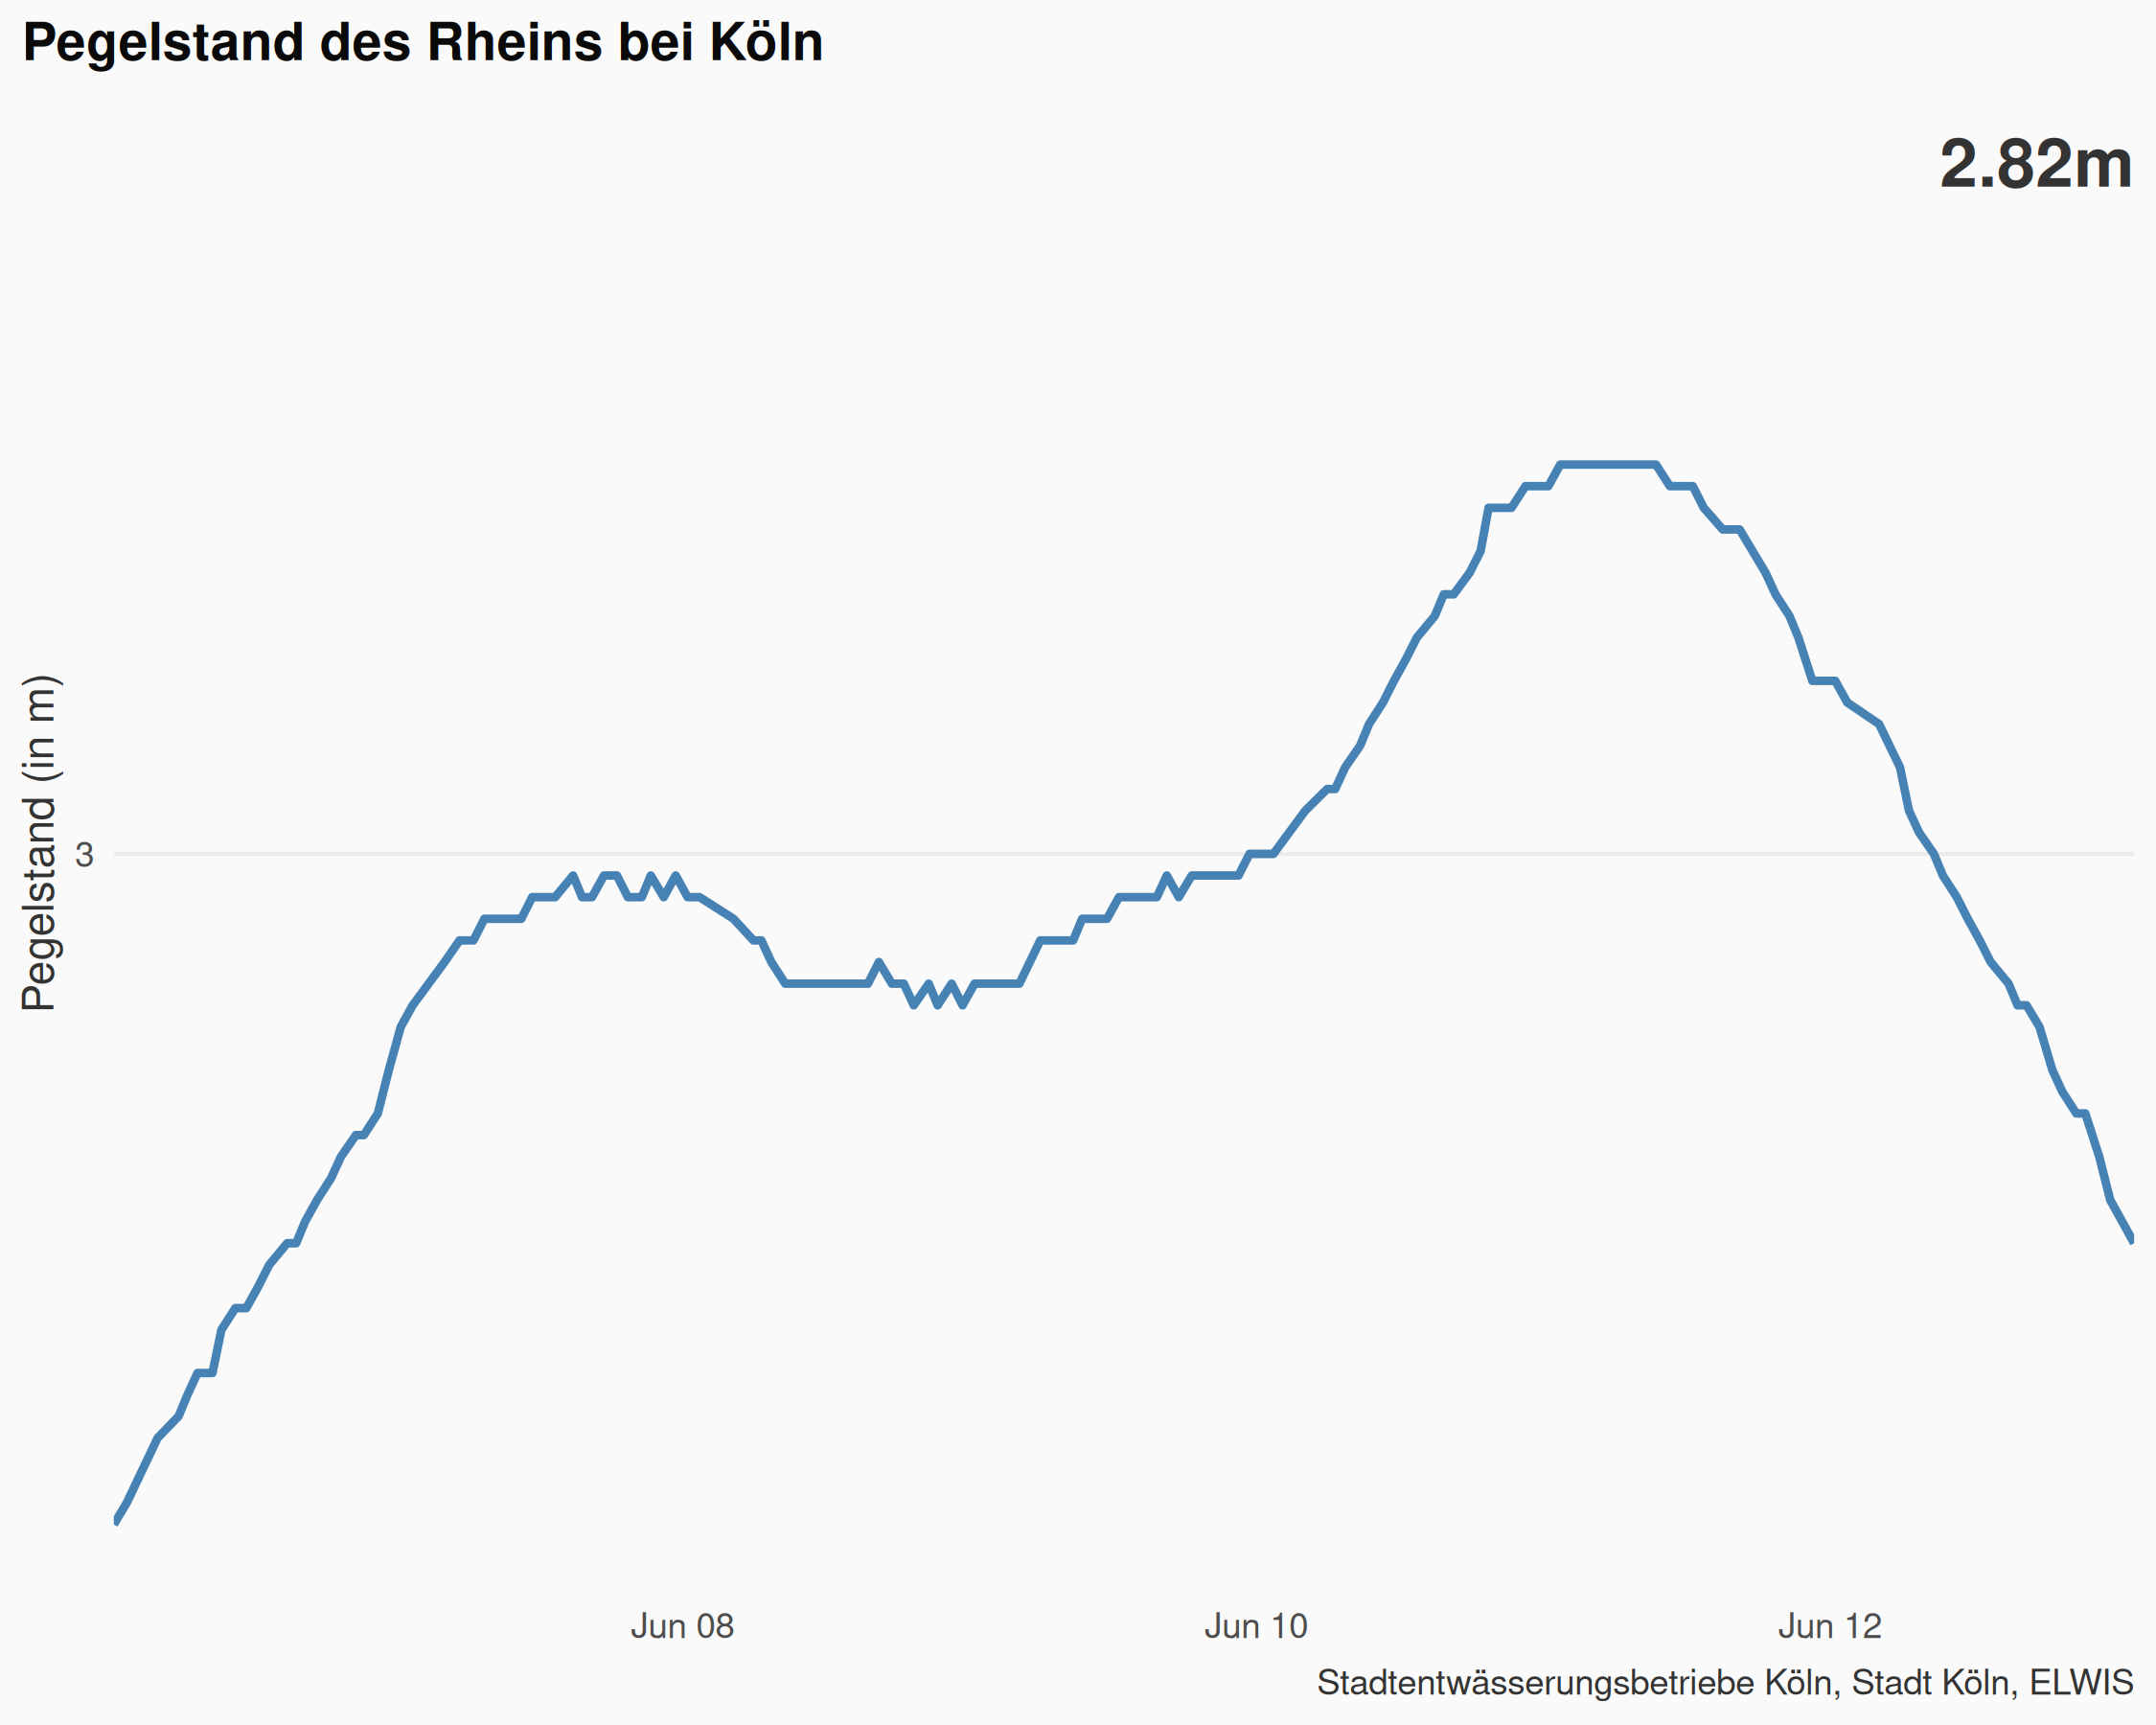 Pegelstand des Rheins bei Köln
2.82m
Pegelstand (in m)
3
Jun 08
Jun 10
Jun 12
Stadtentwässerungsbetriebe Köln, Stadt Köln, ELWIS